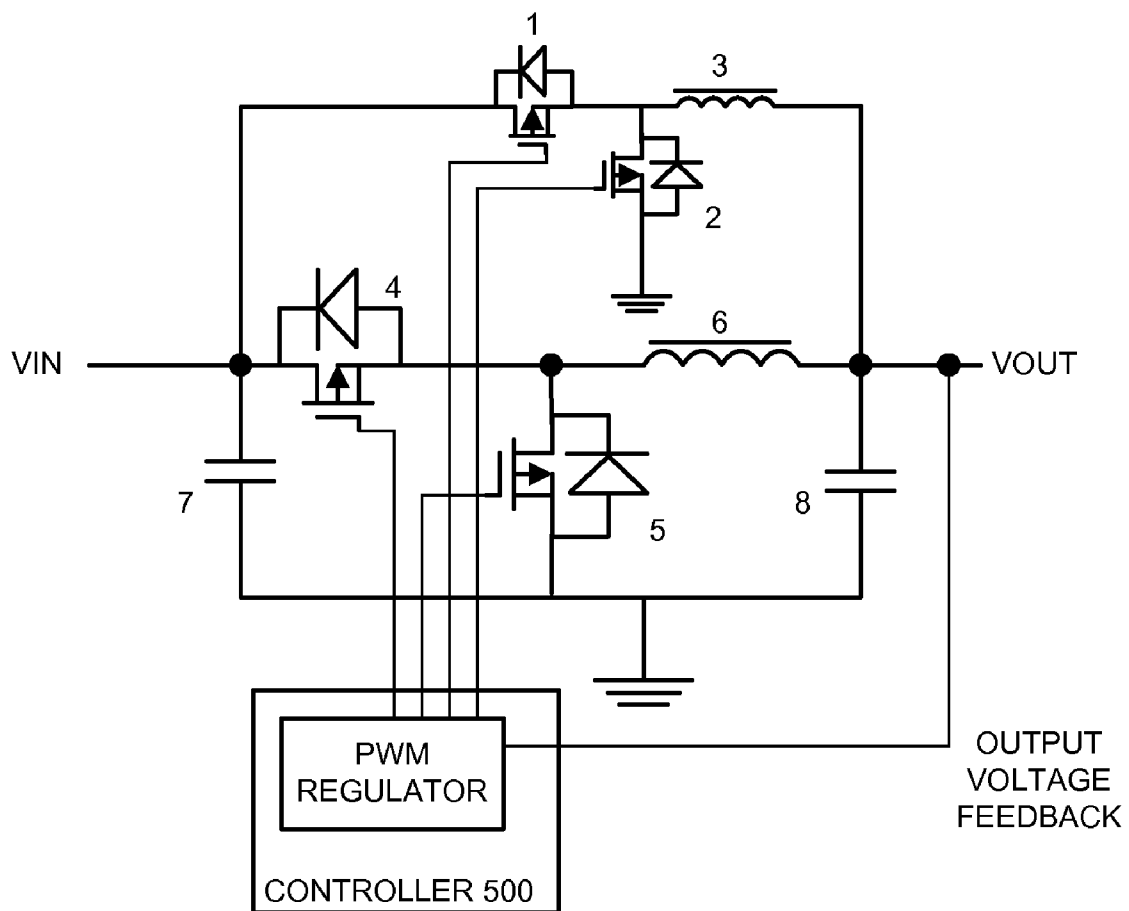 1
3
2
4
6
VIN
VOUT
7
5
8
PWM
REGULATOR
OUTPUT
VOLTAGE
FEEDBACK
CONTROLLER 500